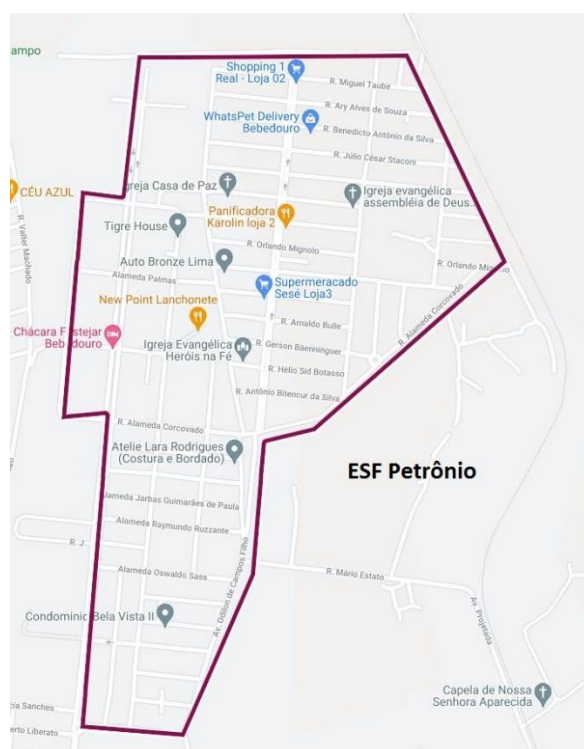 ampo
Shopping 1
Real - Loja 02
R. Miguel Taube
R. Ary Alves de Souza
WhatsPet Delivery
Bebedouro
R. Benedicto Antônio da Silva
R. Júlio César Staconi
CÉU AZUL
Igreja Casa de Paz
Igreja evangélica
assembléia de Deus...
R. Valter Machado
Panificadora
Karolin loja 2
Tigre House
R. Orlando Mignolo
Auto Bronze Lima
R. Orlando Mignolo
Alameda Palmas
Supermeracado
Sesé Loja3
New Point Lanchonete
R. Arnaldo Bulle
R. Alameda Corcovado
Chácara Festejar
Bebedouro
Igreja Evangélica
Heróis na Fé
R. Gerson Baenninguer
R. Hélio Sid Botasso
R. Antônio Bitencur da Silva
R. Alameda Corcovado
Atelie Lara Rodrigues
(Costura e Bordado)
ESF Petrônio
Alameda Jarbas Guimarães de Paula
Alameda Raymundo Ruzzante
R. J
Alameda Oswaldo Sass
R. Mário Estato
Av. Odilon de Campos Filho
Av. Projetada
Condominio Bela Vista II
Capela de Nossa
Senhora Aparecida
cia Sanches
erto Liberato